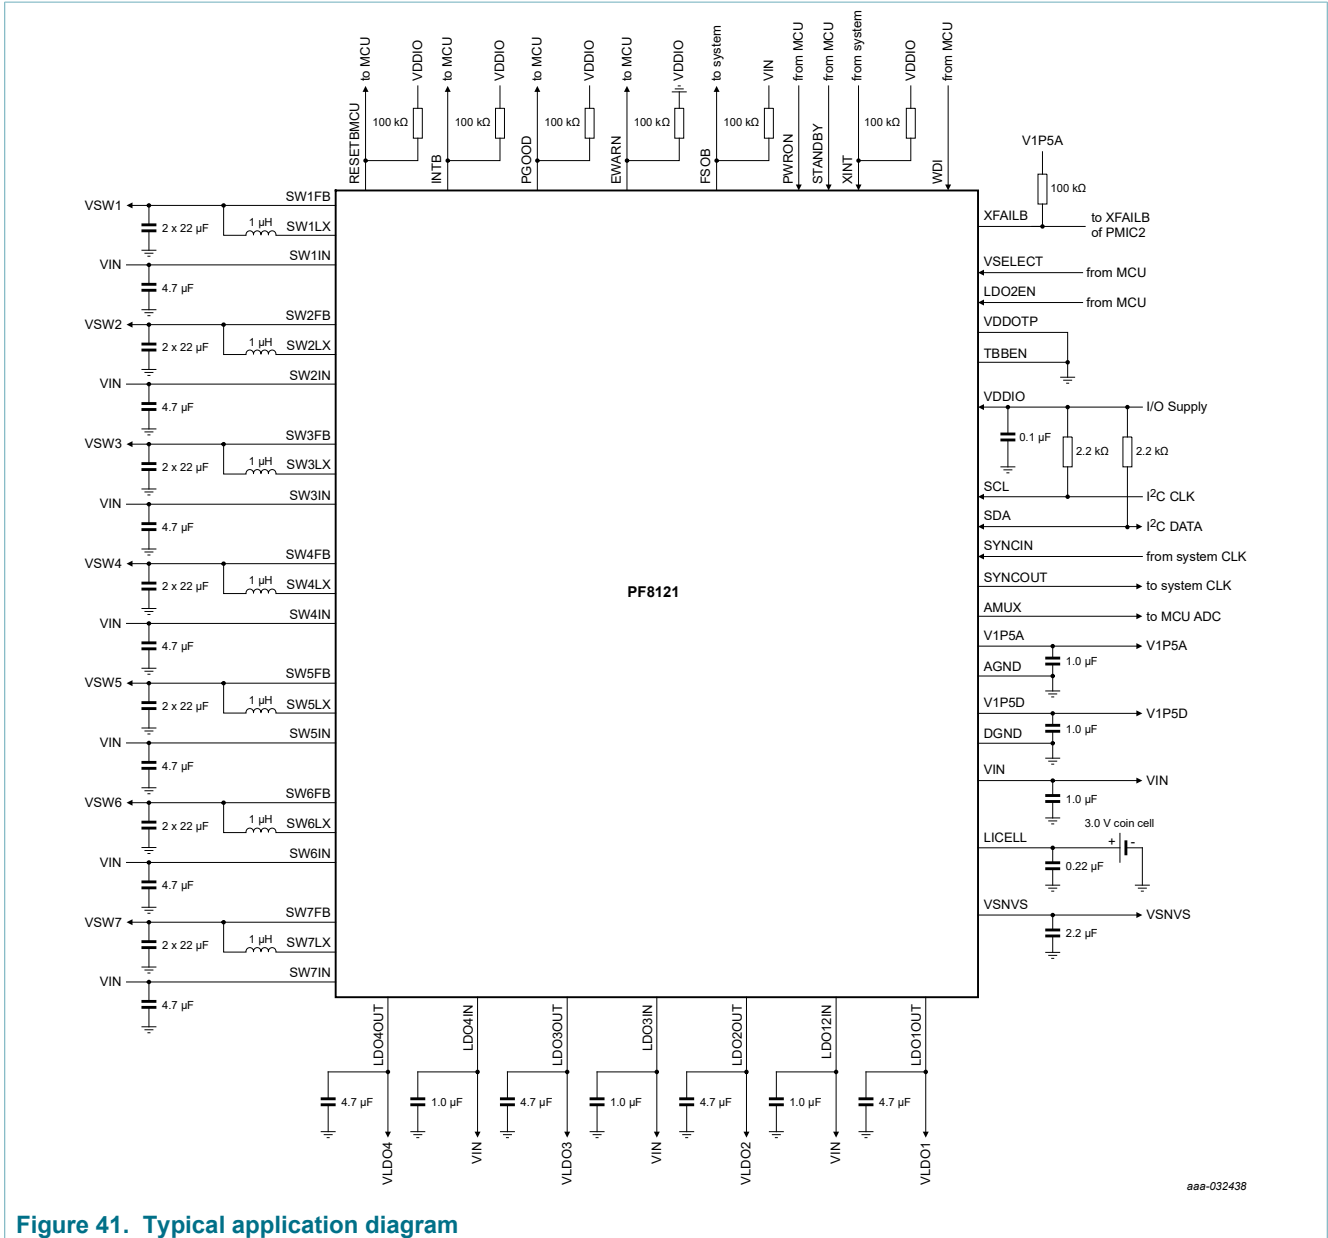 to MCU
VDDIO
to MCU
VDDIO
to MCU
VDDIO
to MCU
VDDIO
to system
VIN
from MCU
from MCU
from system
VDDIO
from MCU
100 kΩ
100 kΩ
100 kΩ
100 kΩ
100 kΩ
100 kΩ
RESETBMCU
INTB
PGOOD
EWARN
FSOB
PWRON
STANDBY
XINT
WDI
VSW1
2 x 22 µF
1 µH
SW1FB
SW1LX
VIN
SW1IN
4.7 µF
VSW2
2 x 22 µF
1 µH
SW2FB
SW2LX
VIN
SW2IN
4.7 µF
VSW3
2 x 22 µF
1 µH
SW3FB
SW3LX
VIN
SW3IN
4.7 µF
VSW4
2 x 22 µF
1 µH
SW4FB
SW4LX
VIN
SW4IN
4.7 µF
VSW5
2 x 22 µF
1 µH
SW5FB
SW5LX
VIN
SW5IN
4.7 µF
VSW6
2 x 22 µF
1 µH
SW6FB
SW6LX
VIN
SW6IN
4.7 µF
VSW7
2 x 22 µF
1 µH
SW7FB
SW7LX
VIN
SW7IN
4.7 µF
PF8121
V1P5A
100 kΩ
XFAILB
to XFAILB
of PMIC2
VSELECT
from MCU
LDO2EN
from MCU
VDDOTP
TBBEN
VDDIO
I/O Supply
0.1 µF
2.2 kΩ
2.2 kΩ
SCL
I2C CLK
SDA
I2C DATA
SYNCIN
from system CLK
SYNCOUT
to system CLK
AMUX
to MCU ADC
V1P5A
V1P5A
1.0 µF
AGND
V1P5D
V1P5D
1.0 µF
DGND
VIN
VIN
1.0 µF
3.0 V coin cell
LICELL
+ -
0.22 µF
VSNVS
VSNVS
2.2 µF
LDO4OUT
LDO4IN
LDO3OUT
LDO3IN
LDO2OUT
LDO12IN
LDO1OUT
4.7 µF
1.0 µF
4.7 µF
1.0 µF
4.7 µF
1.0 µF
4.7 µF
VLDO4
VIN
VLDO3
VIN
VLDO2
VIN
VLDO1
aaa-032438
Figure 41. Typical application diagram